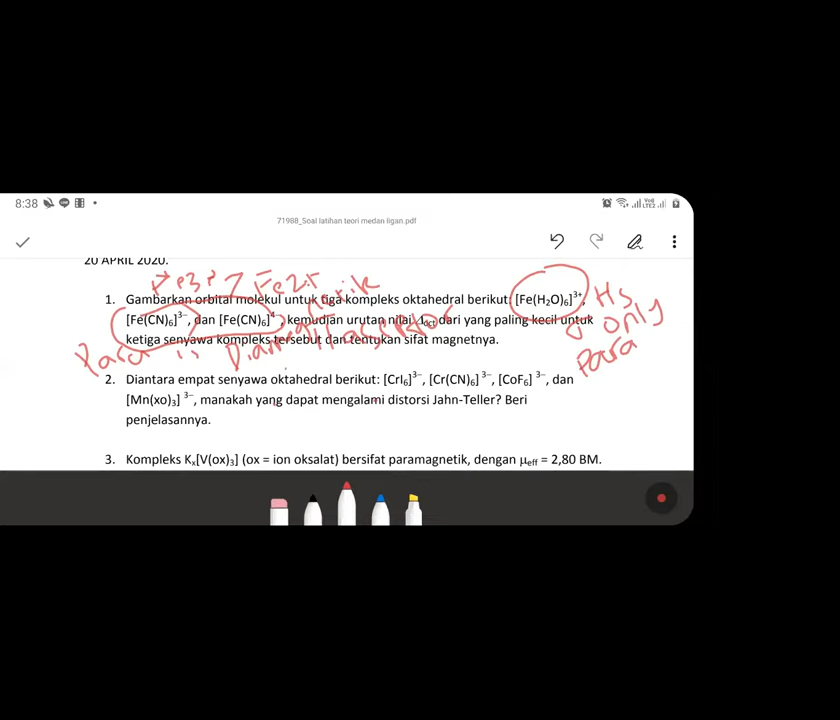 8:38
VoB
LTE2
71988_Soal latihan teori medan ligan.pdf
20 APRIL 2020.
Fe3+ Fe2+
1. Gambarkan orbital molekul untuk tiga kompleks oktahedral berikut: [Fe(H₂O)₆]³⁺, HS
[Fe(CN)₆]³⁻, dan [Fe(CN)₆]⁴⁻, kemudian urutan nilai Δoct dari yang paling kecil untuk σ only
ketiga senyawa kompleks tersebut dan tentukan sifat magnetnya. Para
Para Diamagnetik
2. Diantara empat senyawa oktahedral berikut: [CrI₆]³⁻, [Cr(CN)₆]³⁻, [CoF₆]³⁻, dan
[Mn(xo)₃]³⁻, manakah yang dapat mengalami distorsi Jahn-Teller? Beri
penjelasannya.
3. Kompleks Kₓ[V(ox)₃] (ox = ion oksalat) bersifat paramagnetik, dengan μeff = 2,80 BM.